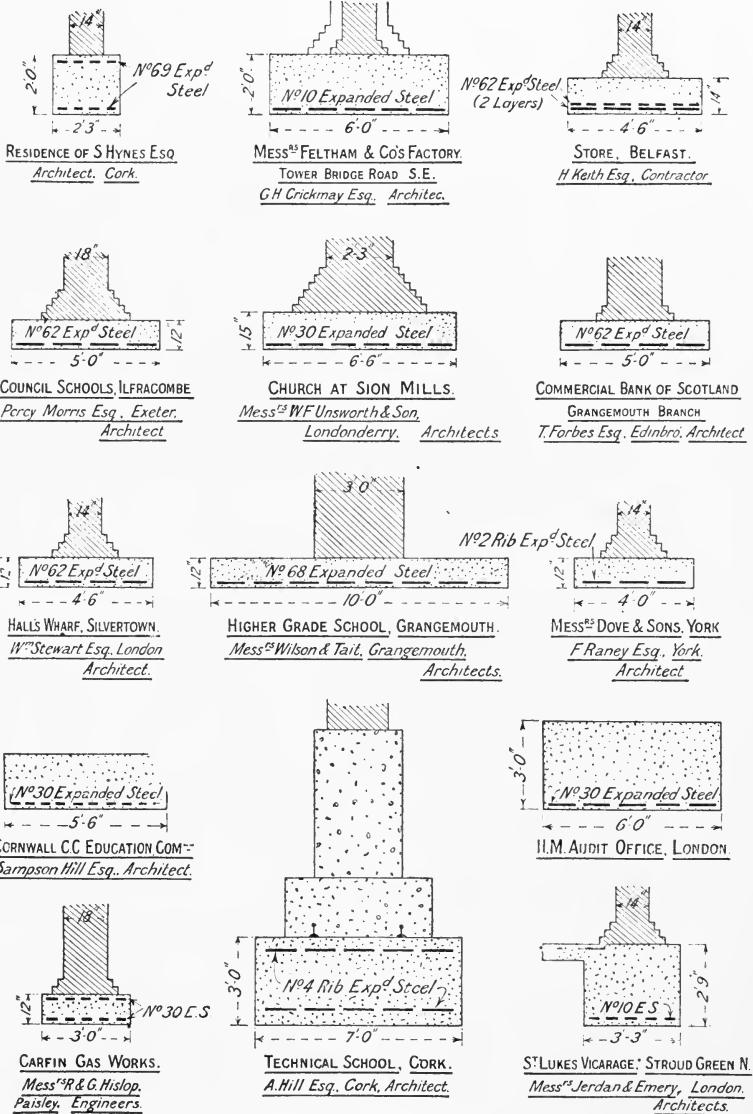 14"
2'0"
Nº69 Expd
Steel
2'3"
RESIDENCE OF S HYNES ESQ
Architect. Cork.
2'0"
Nº10 Expanded Steel
6'0"
MESSRS FELTHAM & CO'S FACTORY.
TOWER BRIDGE ROAD S.E.
G H Crickmay Esq., Architec.
14"
Nº62 Expd Steel
(2 Layers)
14"
4'6"
STORE, BELFAST.
H Keith Esq, Contractor
18"
Nº62 Expd Steel
12"
5'0"
COUNCIL SCHOOLS, ILFRACOMBE
Percy Morris Esq, Exeter,
Architect
2'-3"
15"
Nº30 Expanded Steel
6'-6"
CHURCH AT SION MILLS.
Messrs WF Unsworth & Son,
Londonderry, Architects
Nº62 Expd Steel
5'0"
COMMERCIAL BANK OF SCOTLAND
GRANGEMOUTH BRANCH
T. Forbes Esq, Edinbro, Architect
14"
12"
Nº62 Expd Steel
4'6"
HALL'S WHARF, SILVERTOWN.
Wm Stewart Esq, London
Architect.
3'0"
12"
Nº68 Expanded Steel
10'0"
HIGHER GRADE SCHOOL, GRANGEMOUTH.
Messrs Wilson & Tait, Grangemouth,
Architects.
Nº2 Rib Expd Steel
14"
12"
4'0"
MESSRS DOVE & SONS, YORK
F Raney Esq, York.
Architect
Nº30 Expanded Steel
5'-6"
CORNWALL C.C EDUCATION COM
Sampson Hill Esq., Architect.
3'0"
Nº4 Rib Expd Steel
7'0"
TECHNICAL SCHOOL, CORK.
A. Hill Esq, Cork, Architect.
3'0"
Nº30 Expanded Steel
6'0"
H.M. AUDIT OFFICE, LONDON.
18"
12"
Nº30 E.S
3'0"
CARFIN GAS WORKS.
Messrs R & G. Hislop,
Paisley, Engineers.
14"
2'9"
Nº10 E S
3'-3"
ST LUKES VICARAGE, STROUD GREEN N.
Messrs Jerdan & Emery, London.
Architects.